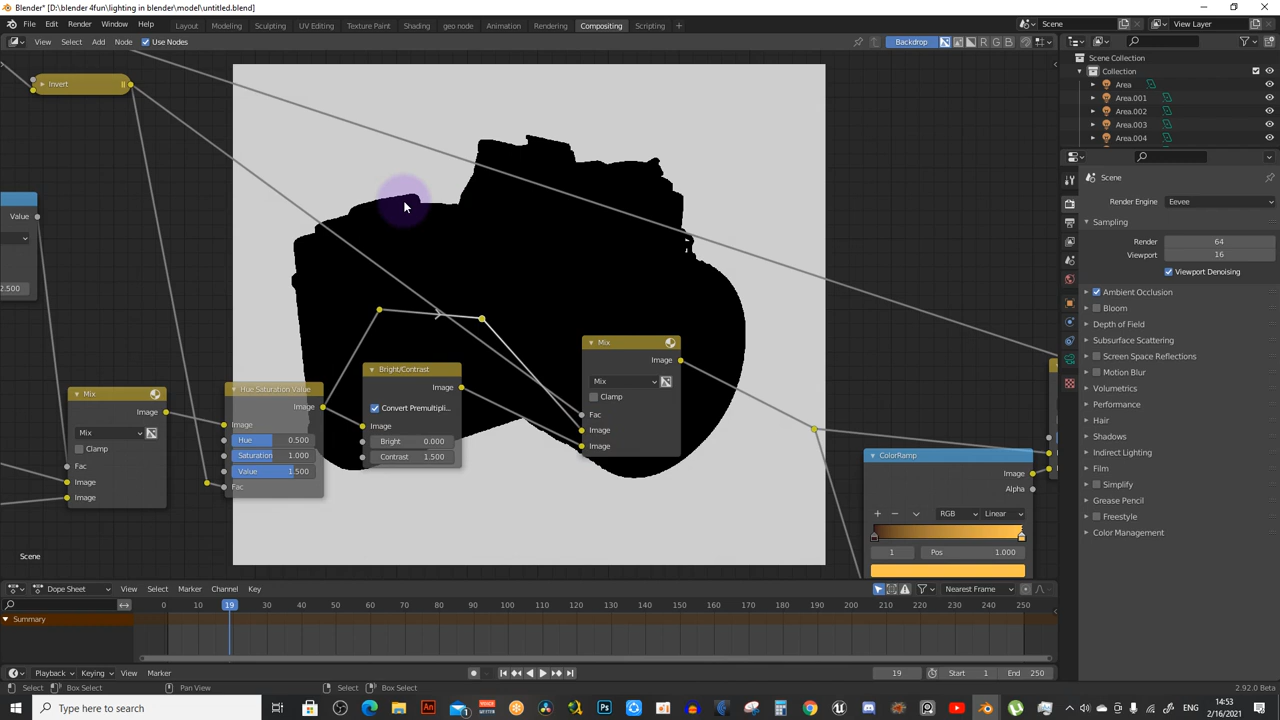 Blender* [D:\blender 4fun\lighting in blender\model\untitled.blend]
File Edit Render Window Help Layout Modeling Sculpting UV Editing Texture Paint Shading geo node Animation Rendering Compositing Scripting Scene View Layer
View Select Add Node Use Nodes Backdrop R G B
Scene Collection
Collection
Area
Area.001
Area.002
Area.003
Area.004
Invert
Scene
Render Engine Eevee
Sampling
Render 64
Viewport 16
Viewport Denoising
Ambient Occlusion
Bloom
Depth of Field
Subsurface Scattering
Screen Space Reflections
Volumetrics
Performance
Hair
Shadows
Indirect Lighting
Film
Simplify
Grease Pencil
Freestyle
Color Management
Value
2.500
Mix
Image
Mix
Clamp
Fac
Image
Image
Hue Saturation Value
Image
Image
Hue 0.500
Saturation 1.000
Value 1.500
Fac
Bright/Contrast
Image
Convert Premultipli...
Image
Bright 0.000
Contrast 1.500
Mix
Image
Mix
Clamp
Fac
Image
Image
ColorRamp
Image
Alpha
RGB Linear
1 Pos 1.000
Scene
Dope Sheet View Select Marker Channel Key Nearest Frame
0 10 19 30 40 50 60 70 80 90 100 110 120 130 140 150 160 170 180 190 200 210 220 230 240 250
Summary
Playback Keying View Marker 19 Start 1 End 250
Select Box Select Pan View Select Box Select 2.92.0 Beta
Type here to search
14:53
2/16/2021